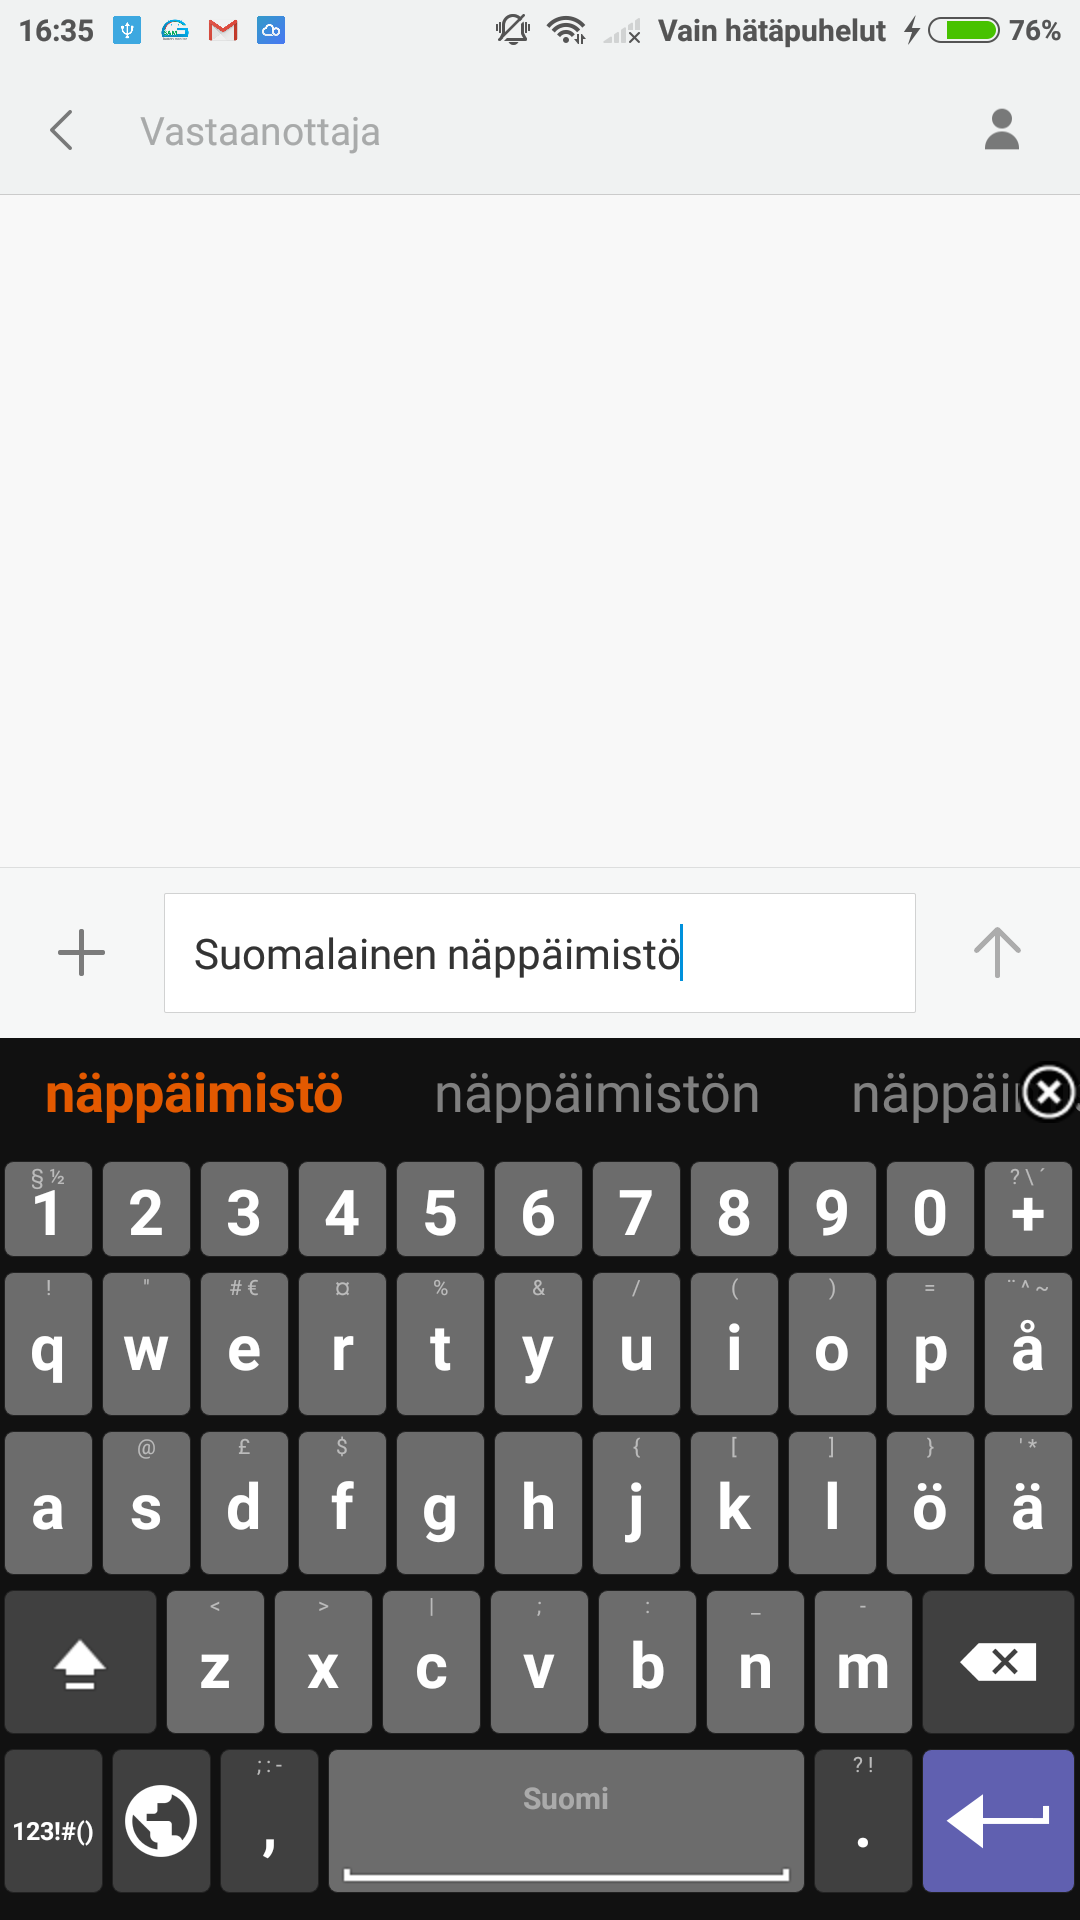 16:35 Vain hätäpuhelut 76%
Vastaanottaja
Suomalainen näppäimistö
näppäimistö näppäimistön
§ ½ ? \ ´
1 2 3 4 5 6 7 8 9 0 +
! " # € ¤ % & / ( ) = ¨ ^ ~
q w e r t y u i o p å
@ £ $ { [ ] } ' *
a s d f g h j k l ö ä
< > | ; : _ -
z x c v b n m
; : - ? !
123!#() , Suomi .